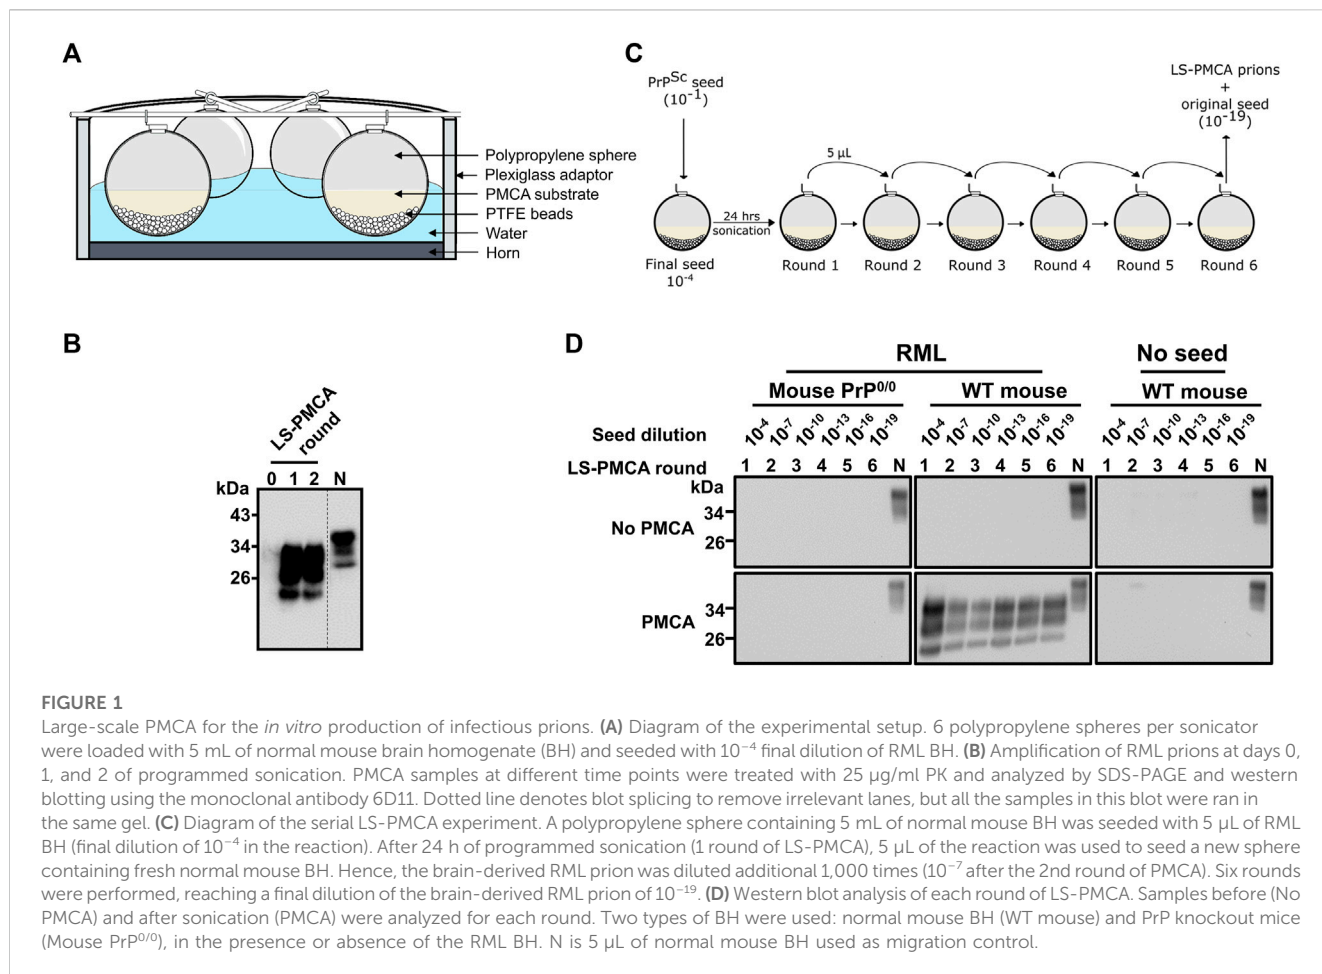 A
Polypropylene sphere
Plexiglass adaptor
PMCA substrate
PTFE beads
Water
Horn
C
PrPSc seed
(10-1)
5 µL
24 hrs
sonication
Final seed
10-4
Round 1
Round 2
Round 3
Round 4
Round 5
Round 6
LS-PMCA prions
+
original seed
(10-19)
B
LS-PMCA
round
0 1 2 N
kDa
43
34
26
D
RML
No seed
Mouse PrP0/0
WT mouse
WT mouse
Seed dilution
10-4 10-7 10-10 10-13 10-16 10-19
10-4 10-7 10-10 10-13 10-16 10-19
10-4 10-7 10-10 10-13 10-16 10-19
LS-PMCA round
1 2 3 4 5 6 N
1 2 3 4 5 6 N
1 2 3 4 5 6 N
kDa
34
No PMCA
26
34
PMCA
26
FIGURE 1
Large-scale PMCA for the in vitro production of infectious prions. (A) Diagram of the experimental setup. 6 polypropylene spheres per sonicator
were loaded with 5 mL of normal mouse brain homogenate (BH) and seeded with 10−4 final dilution of RML BH. (B) Amplification of RML prions at days 0,
1, and 2 of programmed sonication. PMCA samples at different time points were treated with 25 µg/ml PK and analyzed by SDS-PAGE and western
blotting using the monoclonal antibody 6D11. Dotted line denotes blot splicing to remove irrelevant lanes, but all the samples in this blot were ran in
the same gel. (C) Diagram of the serial LS-PMCA experiment. A polypropylene sphere containing 5 mL of normal mouse BH was seeded with 5 µL of RML
BH (final dilution of 10−4 in the reaction). After 24 h of programmed sonication (1 round of LS-PMCA), 5 µL of the reaction was used to seed a new sphere
containing fresh normal mouse BH. Hence, the brain-derived RML prion was diluted additional 1,000 times (10−7 after the 2nd round of PMCA). Six rounds
were performed, reaching a final dilution of the brain-derived RML prion of 10−19. (D) Western blot analysis of each round of LS-PMCA. Samples before (No
PMCA) and after sonication (PMCA) were analyzed for each round. Two types of BH were used: normal mouse BH (WT mouse) and PrP knockout mice
(Mouse PrP0/0), in the presence or absence of the RML BH. N is 5 µL of normal mouse BH used as migration control.